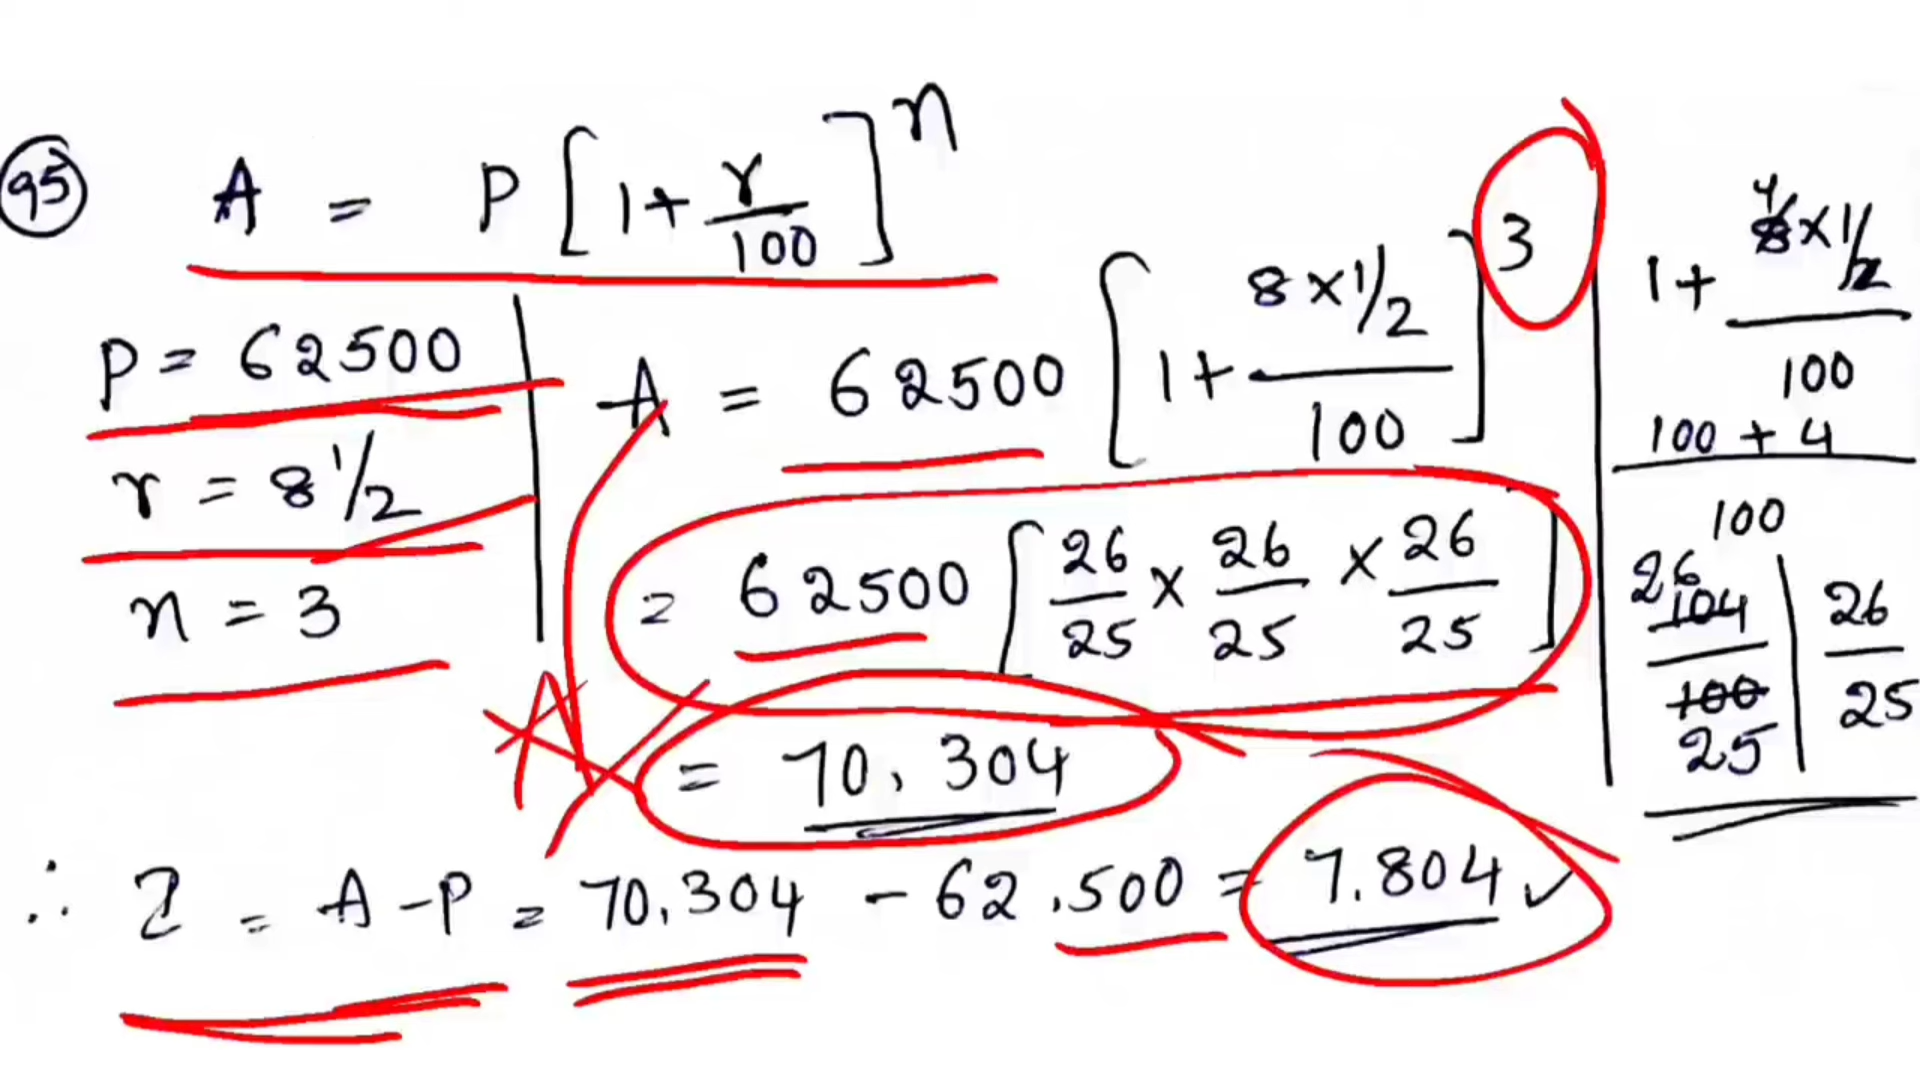 95 A = P [1 + r/100]^n
P = 62500
r = 8 1/2
n = 3
A = 62500 [1 + 8 × 1/2 / 100]^3
= 62500 [26/25 × 26/25 × 26/25]
= 70,304
∴ I = A - P = 70,304 - 62,500 = 7,804 ✓
1 + 8 4 × 1/2 / 100
100 + 4 / 100
26 104 / 100 25 | 26/25